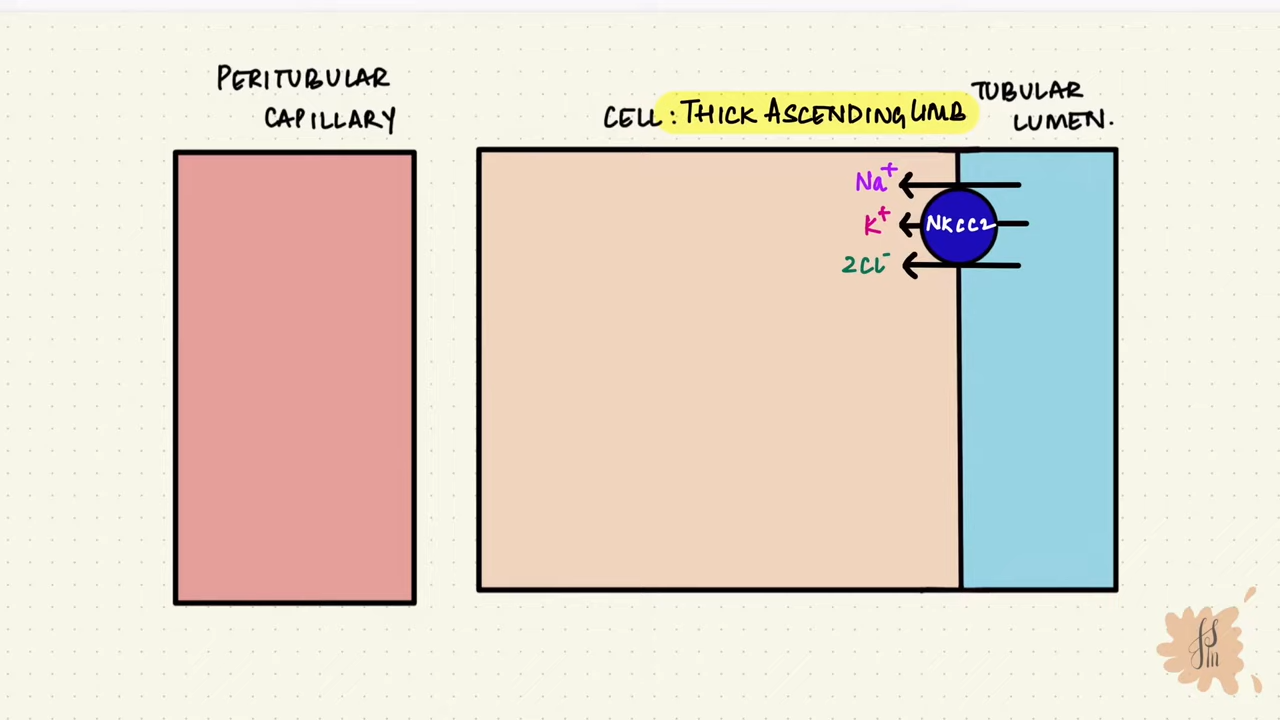 PERITUBULAR
CAPILLARY
CELL: THICK ASCENDING LIMB
TUBULAR
LUMEN.
Na+
K+
2Cl-
NKCC2